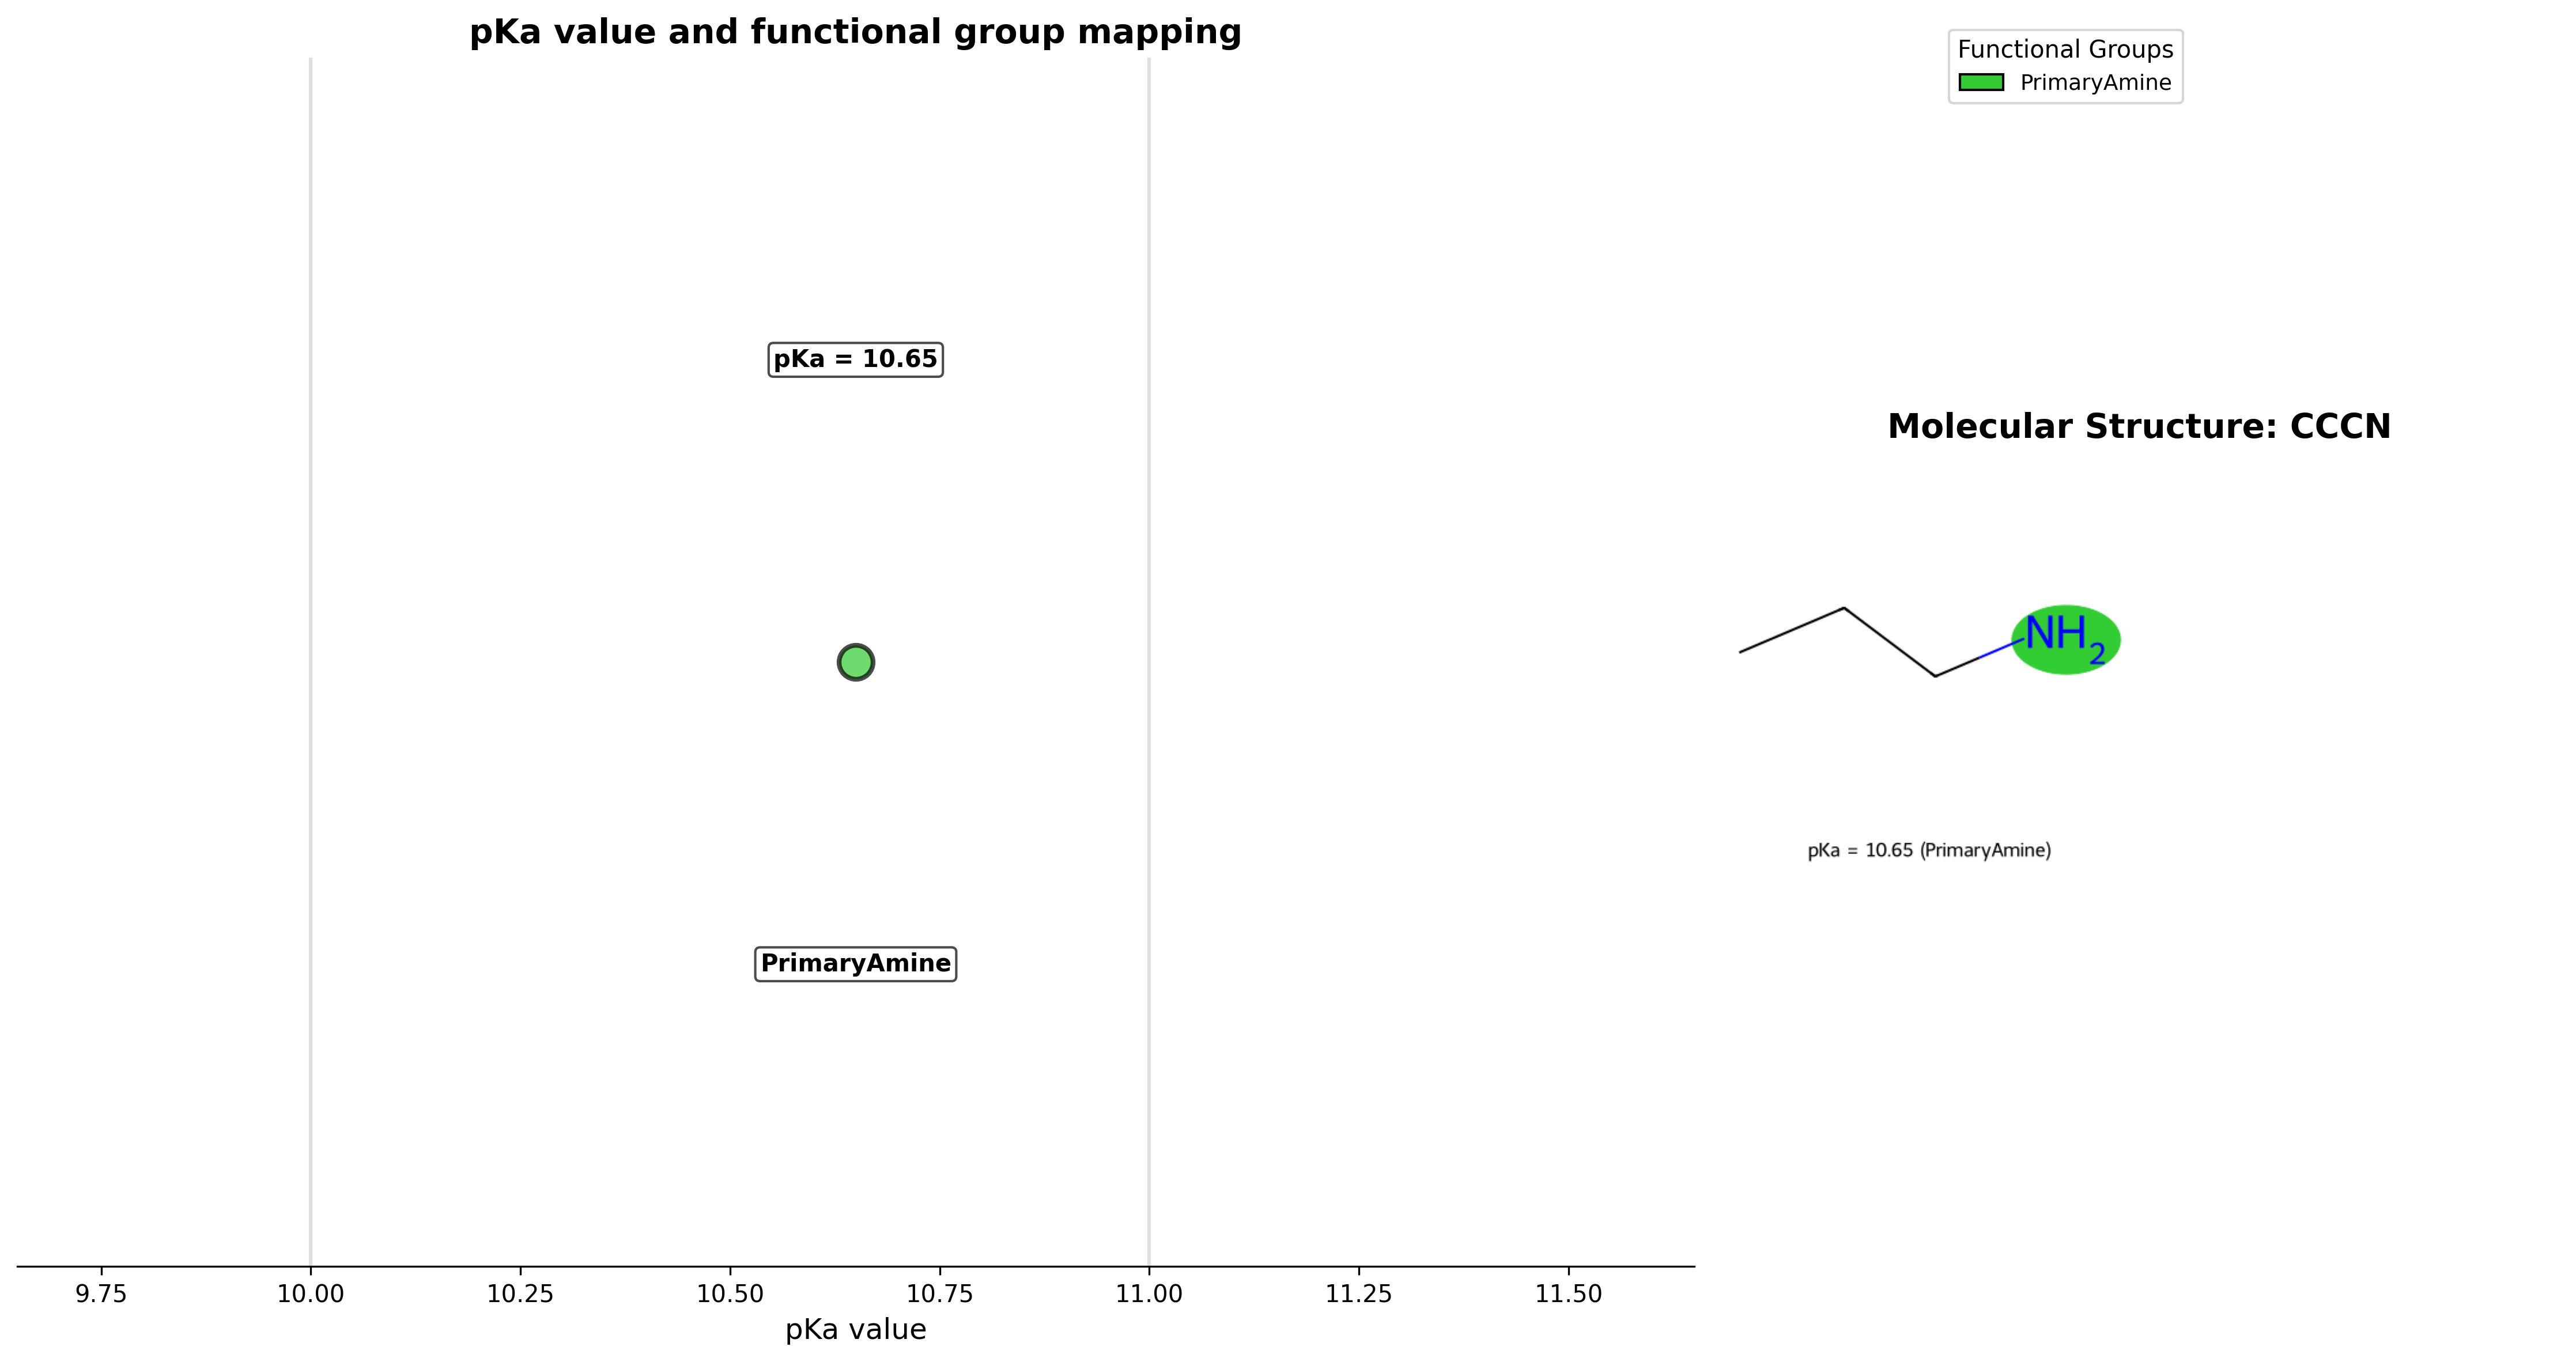 pKa value and functional group mapping
pKa = 10.65
PrimaryAmine
9.75 10.00 10.25 10.50 10.75 11.00 11.25 11.50
pKa value
Functional Groups
PrimaryAmine
Molecular Structure: CCCN
NH2
pKa = 10.65 (PrimaryAmine)